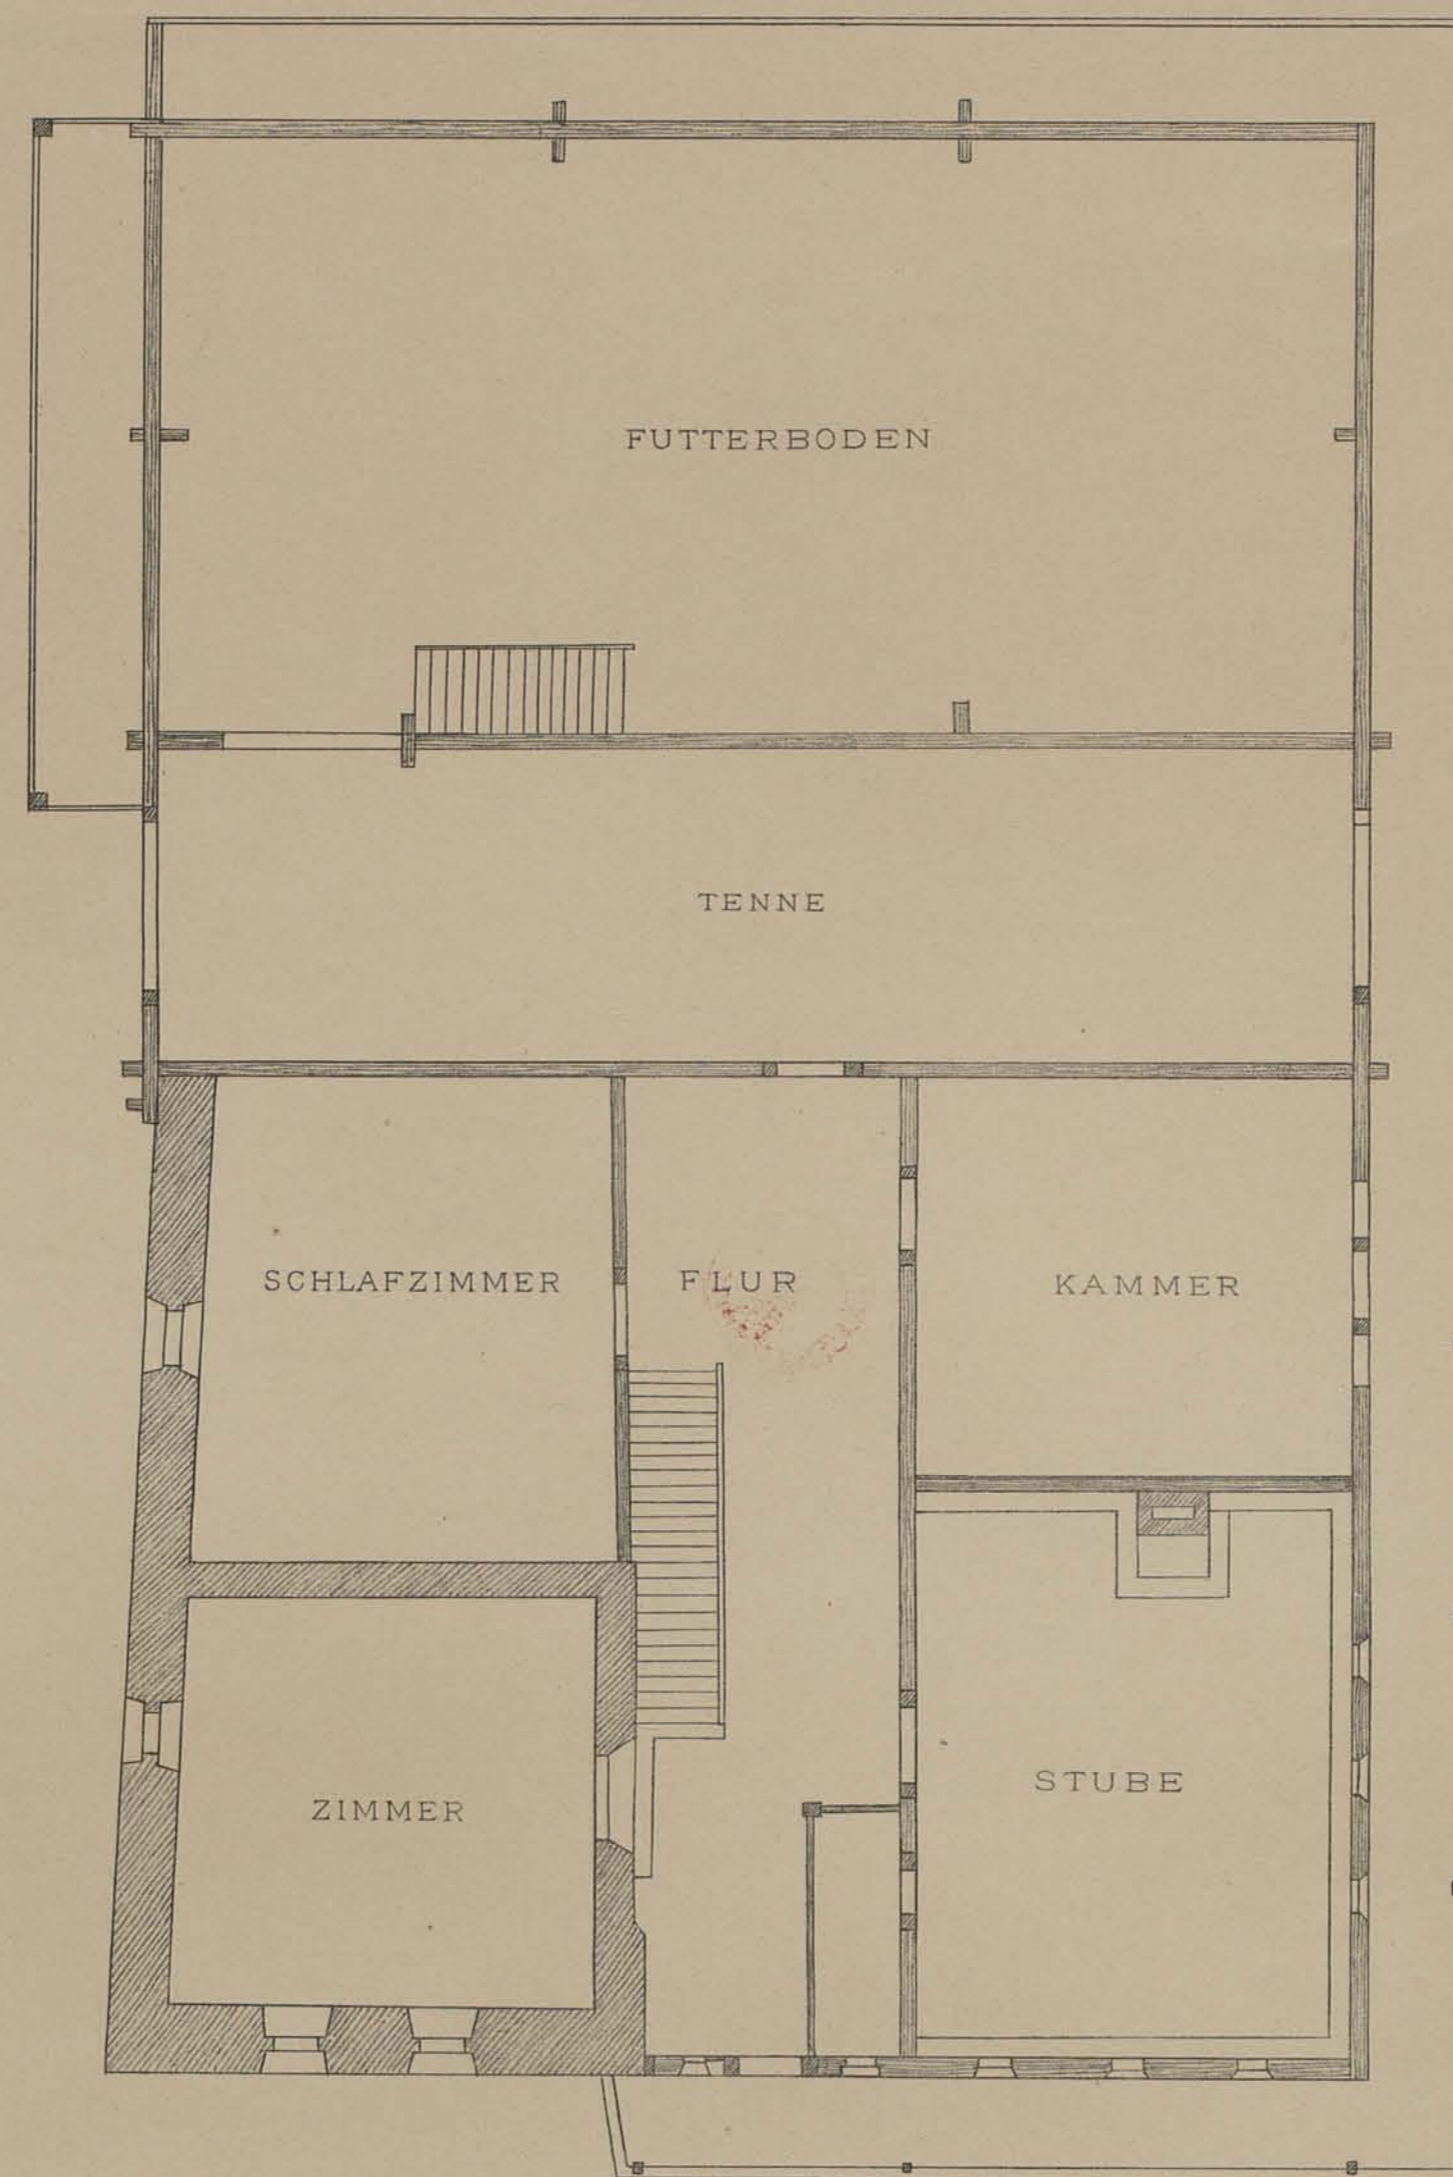 FUTTERBODEN
TENNE
SCHLAFZIMMER
FLUR
KAMMER
STUBE
ZIMMER